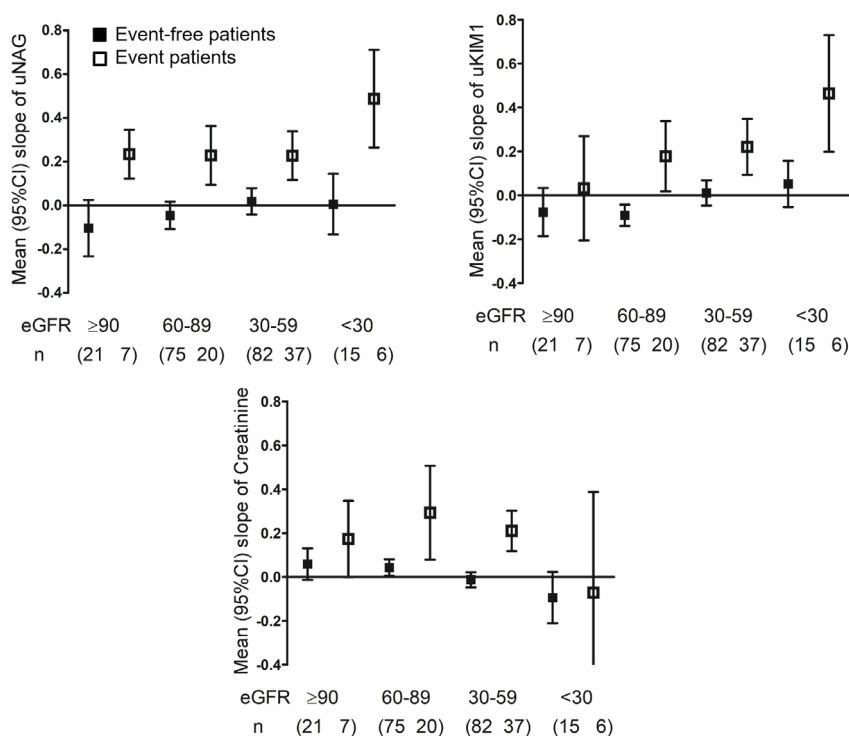 Mean (95%CI) slope of uNAG
0.8
0.6
0.4
0.2
0.0
-0.2
-0.4
Event-free patients
Event patients
eGFR ≥90 60-89 30-59 <30
n (21 7) (75 20) (82 37) (15 6)
Mean (95%CI) slope of uKIM1
0.8
0.6
0.4
0.2
0.0
-0.2
-0.4
eGFR ≥90 60-89 30-59 <30
n (21 7) (75 20) (82 37) (15 6)
Mean (95%CI) slope of Creatinine
0.8
0.6
0.4
0.2
0.0
-0.2
-0.4
eGFR ≥90 60-89 30-59 <30
n (21 7) (75 20) (82 37) (15 6)